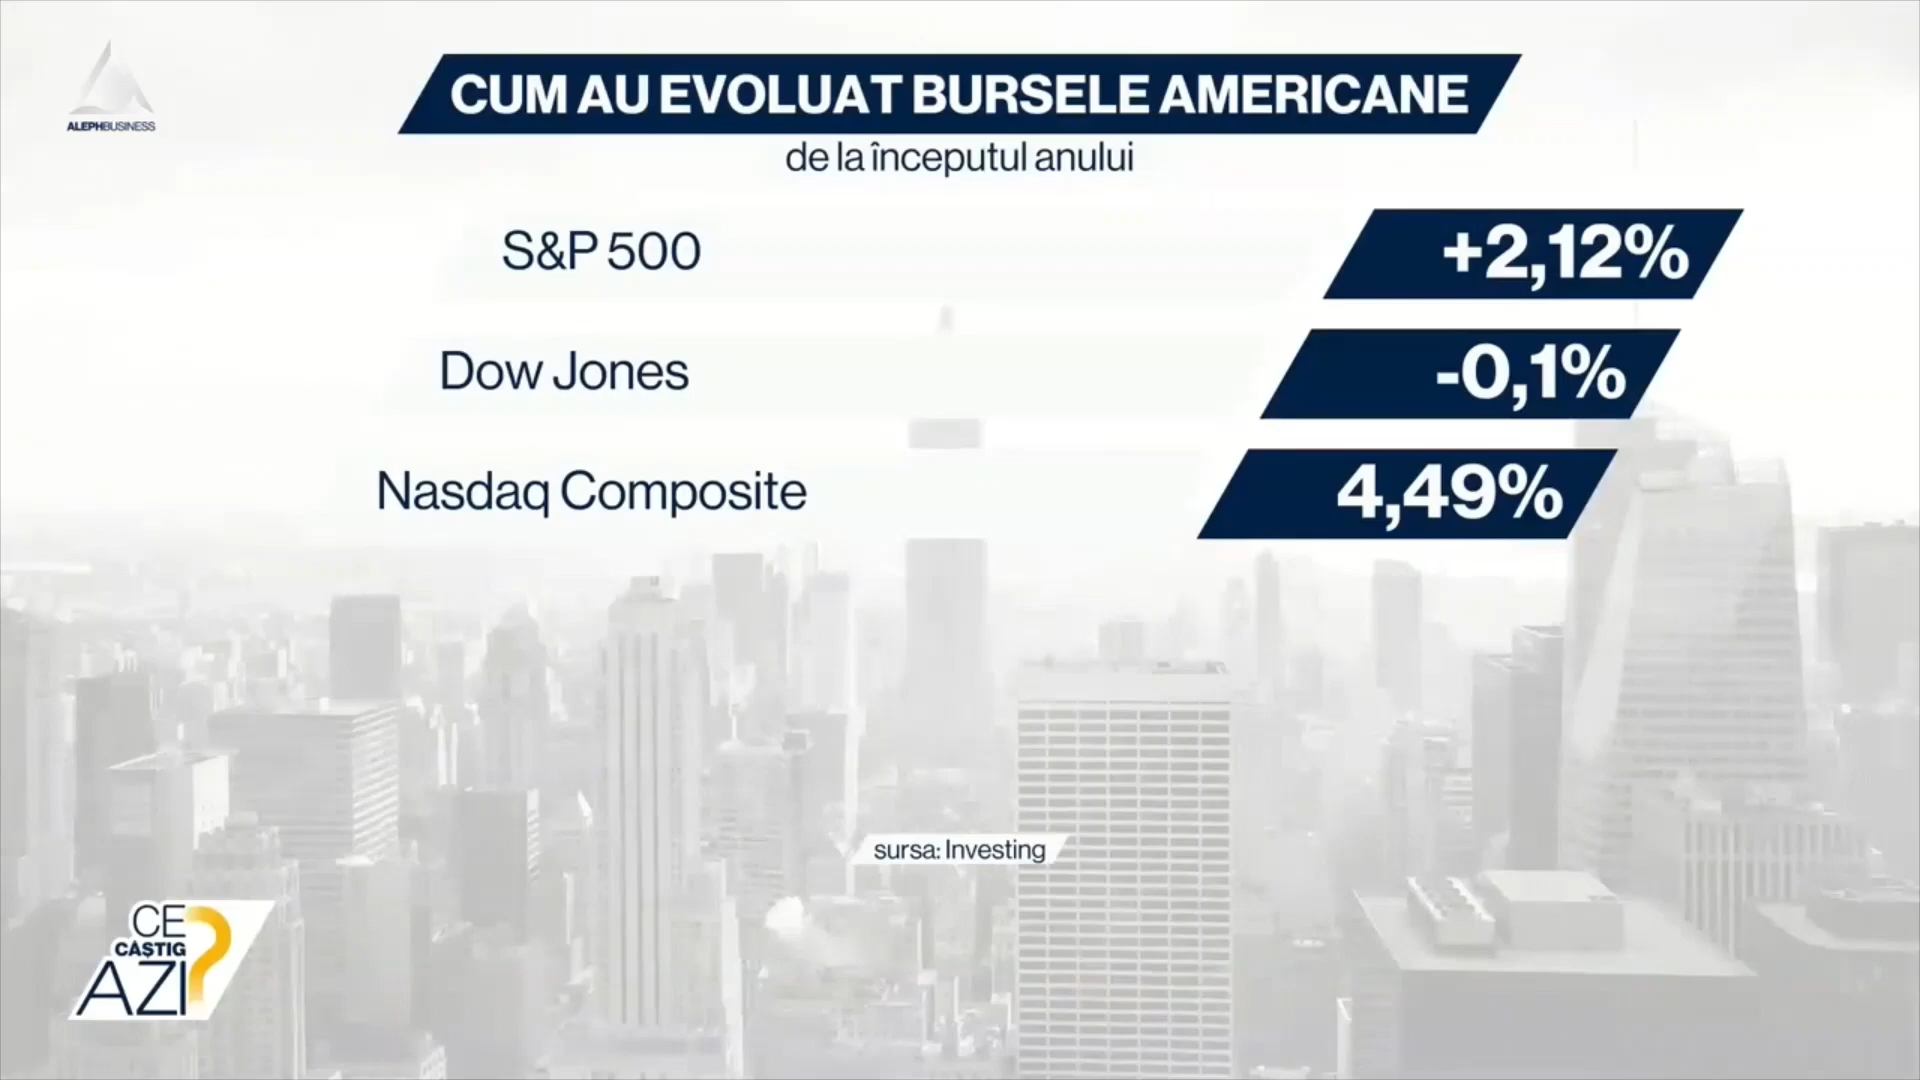 ALEPHBUSINESS
CUM AU EVOLUAT BURSELE AMERICANE
de la începutul anului
S&P 500 +2,12%
Dow Jones -0,1%
Nasdaq Composite 4,49%
sursa: Investing
CE
CÂȘTIG
AZI?